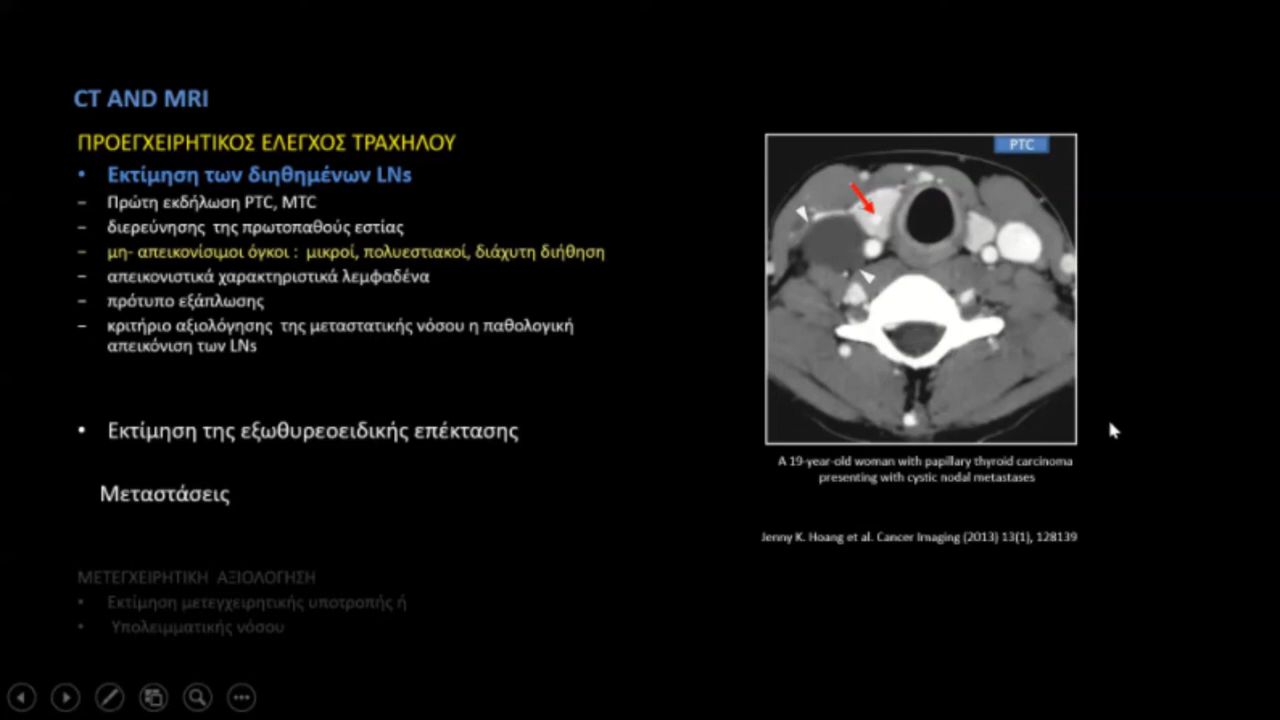 CT AND MRI
ΠΡΟΕΓΧΕΙΡΗΤΙΚΟΣ ΕΛΕΓΧΟΣ ΤΡΑΧΗΛΟΥ
• Εκτίμηση των διηθημένων LNs
– Πρώτη εκδήλωση PTC, MTC
– διερεύνησης της πρωτοπαθούς εστίας
– μη- απεικονίσιμοι όγκοι : μικροί, πολυεστιακοί, διάχυτη διήθηση
– απεικονιστικά χαρακτηριστικά λεμφαδένα
– πρότυπο εξάπλωσης
– κριτήριο αξιολόγησης της μεταστατικής νόσου η παθολογική
απεικόνιση των LNs
• Εκτίμηση της εξωθυρεοειδικής επέκτασης
Μεταστάσεις
ΜΕΤΕΓΧΕΙΡΗΤΙΚΗ ΑΞΙΟΛΟΓΗΣΗ
• Εκτίμηση μετεγχειρητικής υποτροπής ή
• Υπολειμματικής νόσου
PTC
A 19-year-old woman with papillary thyroid carcinoma
presenting with cystic nodal metastases
Jenny K. Hoang et al. Cancer Imaging (2013) 13(1), 128139